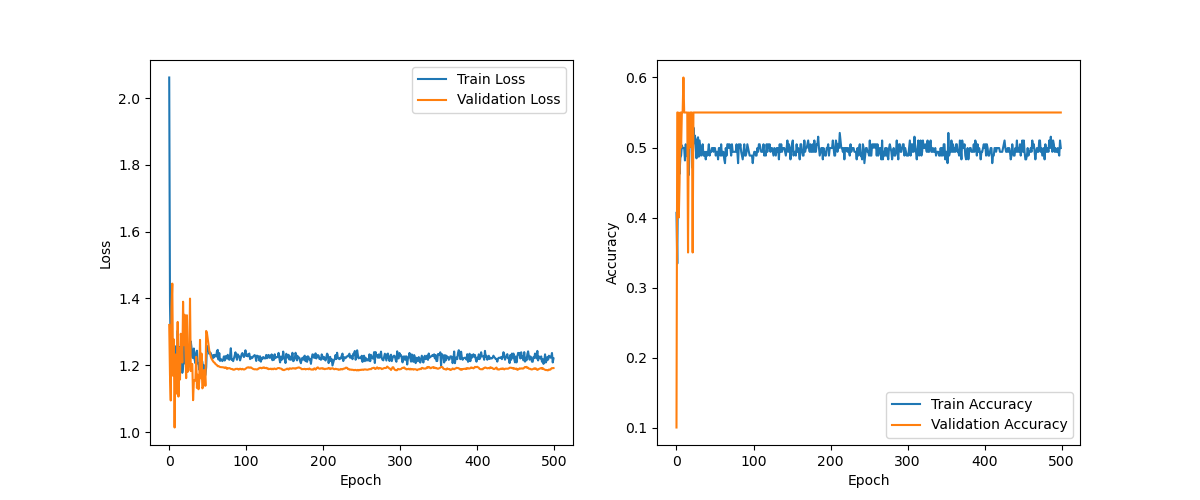 Train Loss
Validation Loss
2.0
1.8
1.6
1.4
1.2
1.0
Loss
0 100 200 300 400 500
Epoch
0.6
0.5
0.4
0.3
0.2
0.1
Accuracy
Train Accuracy
Validation Accuracy
0 100 200 300 400 500
Epoch